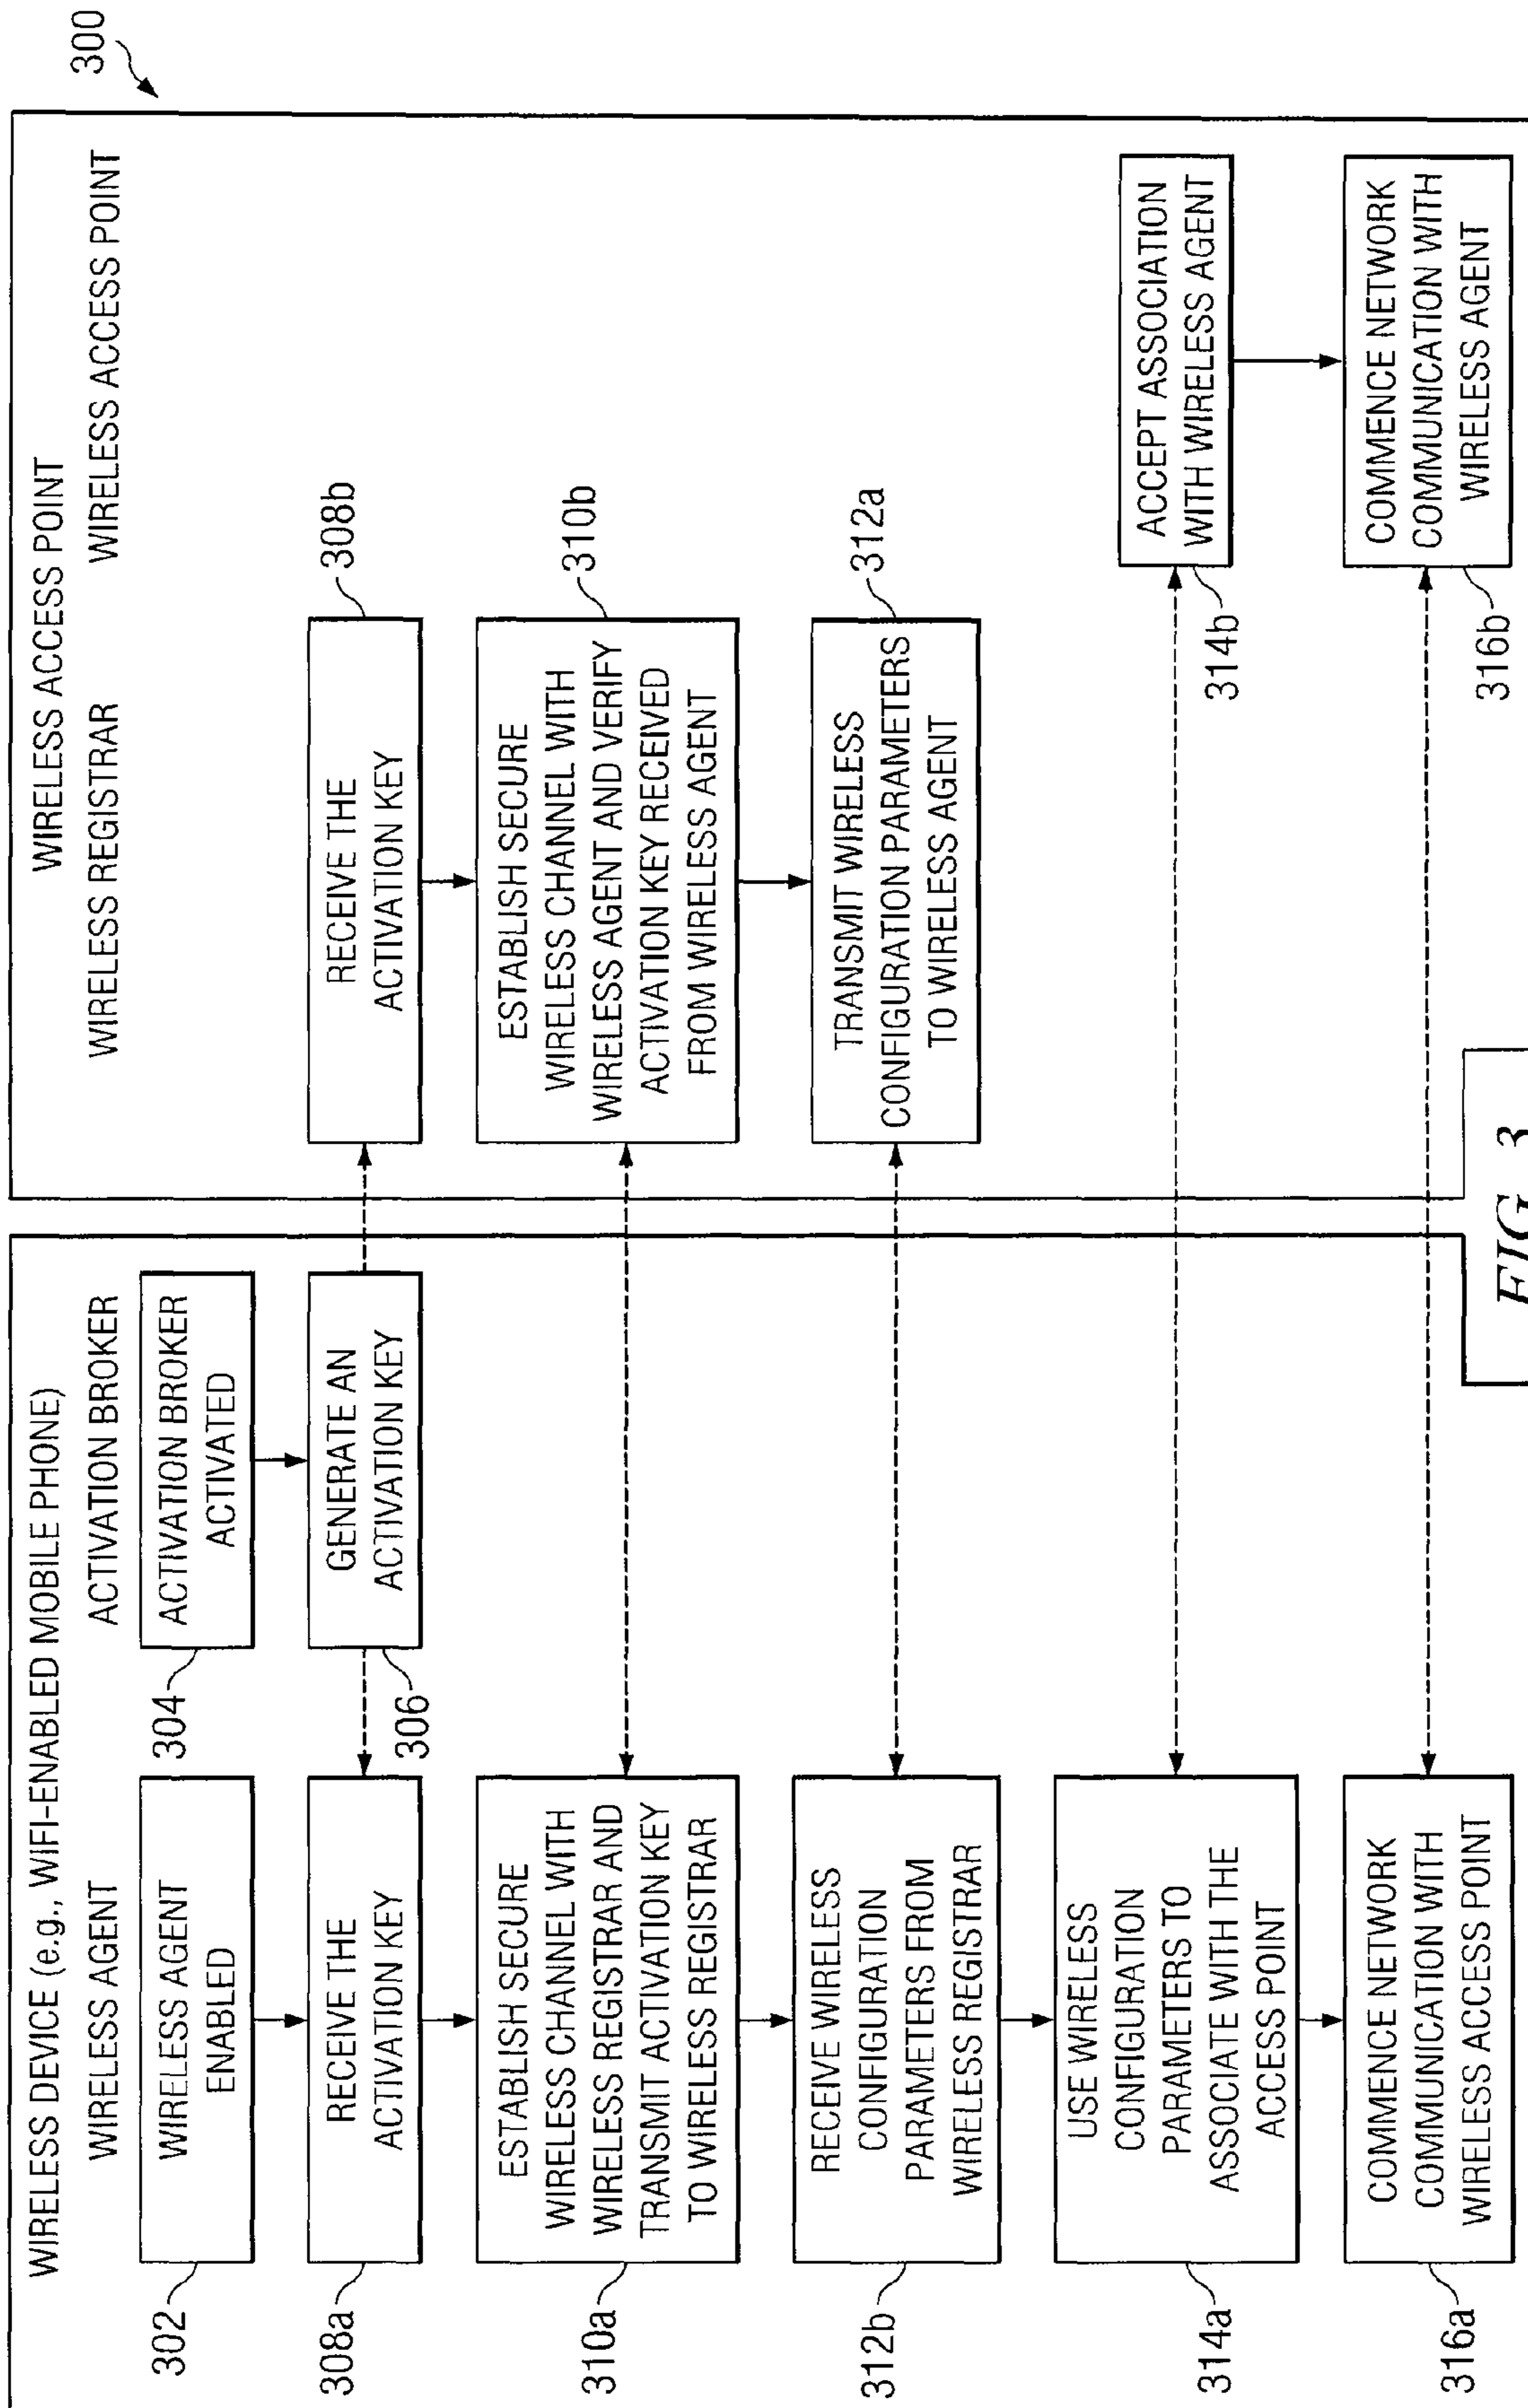 300
WIRELESS DEVICE (e.g., WIFI-ENABLED MOBILE PHONE)
WIRELESS AGENT
ACTIVATION BROKER
WIRELESS ACCESS POINT
WIRELESS REGISTRAR
WIRELESS ACCESS POINT
302
WIRELESS AGENT
ENABLED
304
ACTIVATION BROKER
ACTIVATED
308a
RECEIVE THE
ACTIVATION KEY
306
GENERATE AN
ACTIVATION KEY
RECEIVE THE
ACTIVATION KEY
308b
310a
ESTABLISH SECURE
WIRELESS CHANNEL WITH
WIRELESS REGISTRAR AND
TRANSMIT ACTIVATION KEY
TO WIRELESS REGISTRAR
ESTABLISH SECURE
WIRELESS CHANNEL WITH
WIRELESS AGENT AND VERIFY
ACTIVATION KEY RECEIVED
FROM WIRELESS AGENT
310b
312b
RECEIVE WIRELESS
CONFIGURATION
PARAMETERS FROM
WIRELESS REGISTRAR
TRANSMIT WIRELESS
CONFIGURATION PARAMETERS
TO WIRELESS AGENT
312a
314a
USE WIRELESS
CONFIGURATION
PARAMETERS TO
ASSOCIATE WITH THE
ACCESS POINT
314b
ACCEPT ASSOCIATION
WITH WIRELESS AGENT
316a
COMMENCE NETWORK
COMMUNICATION WITH
WIRELESS ACCESS POINT
316b
COMMENCE NETWORK
COMMUNICATION WITH
WIRELESS AGENT
FIG. 3